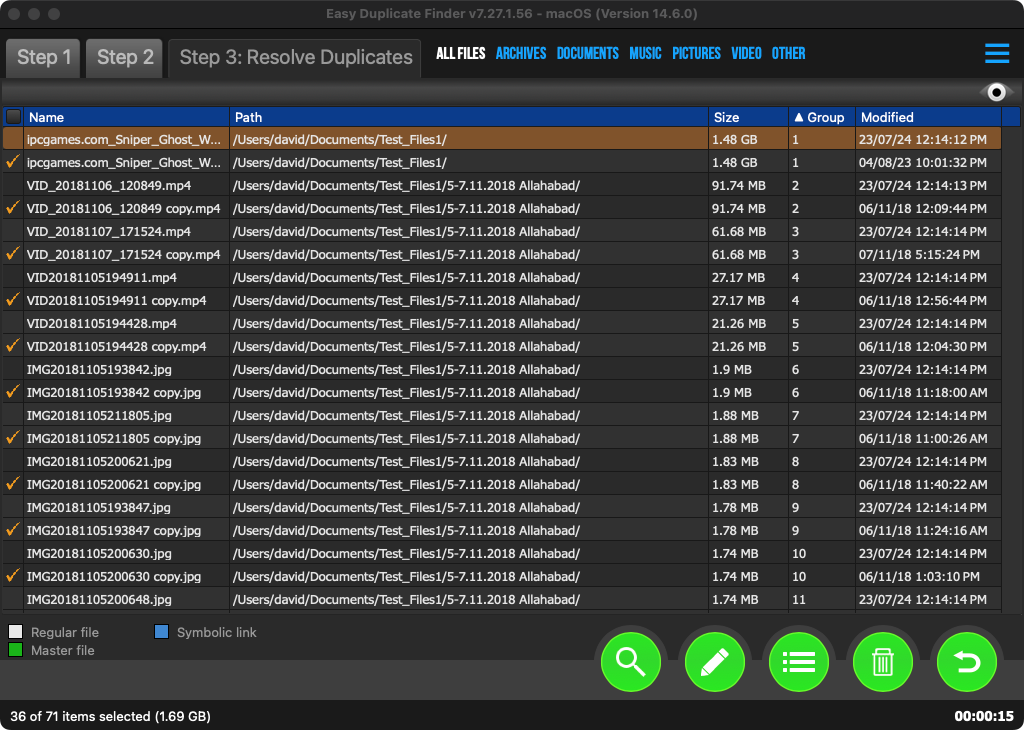 Easy Duplicate Finder v7.27.1.56 - macOS (Version 14.6.0)
Step 1 Step 2 Step 3: Resolve Duplicates ALL FILES ARCHIVES DOCUMENTS MUSIC PICTURES VIDEO OTHER
Name Path Size ▲ Group Modified
ipcgames.com_Sniper_Ghost_W... /Users/david/Documents/Test_Files1/ 1.48 GB 1 23/07/24 12:14:12 PM
ipcgames.com_Sniper_Ghost_W... /Users/david/Documents/Test_Files1/ 1.48 GB 1 04/08/23 10:01:32 PM
VID_20181106_120849.mp4 /Users/david/Documents/Test_Files1/5-7.11.2018 Allahabad/ 91.74 MB 2 23/07/24 12:14:13 PM
VID_20181106_120849 copy.mp4 /Users/david/Documents/Test_Files1/5-7.11.2018 Allahabad/ 91.74 MB 2 06/11/18 12:09:44 PM
VID_20181107_171524.mp4 /Users/david/Documents/Test_Files1/5-7.11.2018 Allahabad/ 61.68 MB 3 23/07/24 12:14:14 PM
VID_20181107_171524 copy.mp4 /Users/david/Documents/Test_Files1/5-7.11.2018 Allahabad/ 61.68 MB 3 07/11/18 5:15:24 PM
VID20181105194911.mp4 /Users/david/Documents/Test_Files1/5-7.11.2018 Allahabad/ 27.17 MB 4 23/07/24 12:14:14 PM
VID20181105194911 copy.mp4 /Users/david/Documents/Test_Files1/5-7.11.2018 Allahabad/ 27.17 MB 4 06/11/18 12:56:44 PM
VID20181105194428.mp4 /Users/david/Documents/Test_Files1/5-7.11.2018 Allahabad/ 21.26 MB 5 23/07/24 12:14:14 PM
VID20181105194428 copy.mp4 /Users/david/Documents/Test_Files1/5-7.11.2018 Allahabad/ 21.26 MB 5 06/11/18 12:04:30 PM
IMG20181105193842.jpg /Users/david/Documents/Test_Files1/5-7.11.2018 Allahabad/ 1.9 MB 6 23/07/24 12:14:14 PM
IMG20181105193842 copy.jpg /Users/david/Documents/Test_Files1/5-7.11.2018 Allahabad/ 1.9 MB 6 06/11/18 11:18:00 AM
IMG20181105211805.jpg /Users/david/Documents/Test_Files1/5-7.11.2018 Allahabad/ 1.88 MB 7 23/07/24 12:14:14 PM
IMG20181105211805 copy.jpg /Users/david/Documents/Test_Files1/5-7.11.2018 Allahabad/ 1.88 MB 7 06/11/18 11:00:26 AM
IMG20181105200621.jpg /Users/david/Documents/Test_Files1/5-7.11.2018 Allahabad/ 1.83 MB 8 23/07/24 12:14:14 PM
IMG20181105200621 copy.jpg /Users/david/Documents/Test_Files1/5-7.11.2018 Allahabad/ 1.83 MB 8 06/11/18 11:40:22 AM
IMG20181105193847.jpg /Users/david/Documents/Test_Files1/5-7.11.2018 Allahabad/ 1.78 MB 9 23/07/24 12:14:14 PM
IMG20181105193847 copy.jpg /Users/david/Documents/Test_Files1/5-7.11.2018 Allahabad/ 1.78 MB 9 06/11/18 11:24:16 AM
IMG20181105200630.jpg /Users/david/Documents/Test_Files1/5-7.11.2018 Allahabad/ 1.74 MB 10 23/07/24 12:14:14 PM
IMG20181105200630 copy.jpg /Users/david/Documents/Test_Files1/5-7.11.2018 Allahabad/ 1.74 MB 10 06/11/18 1:03:10 PM
IMG20181105200648.jpg /Users/david/Documents/Test_Files1/5-7.11.2018 Allahabad/ 1.74 MB 11 23/07/24 12:14:14 PM
Regular file Symbolic link
Master file
36 of 71 items selected (1.69 GB) 00:00:15